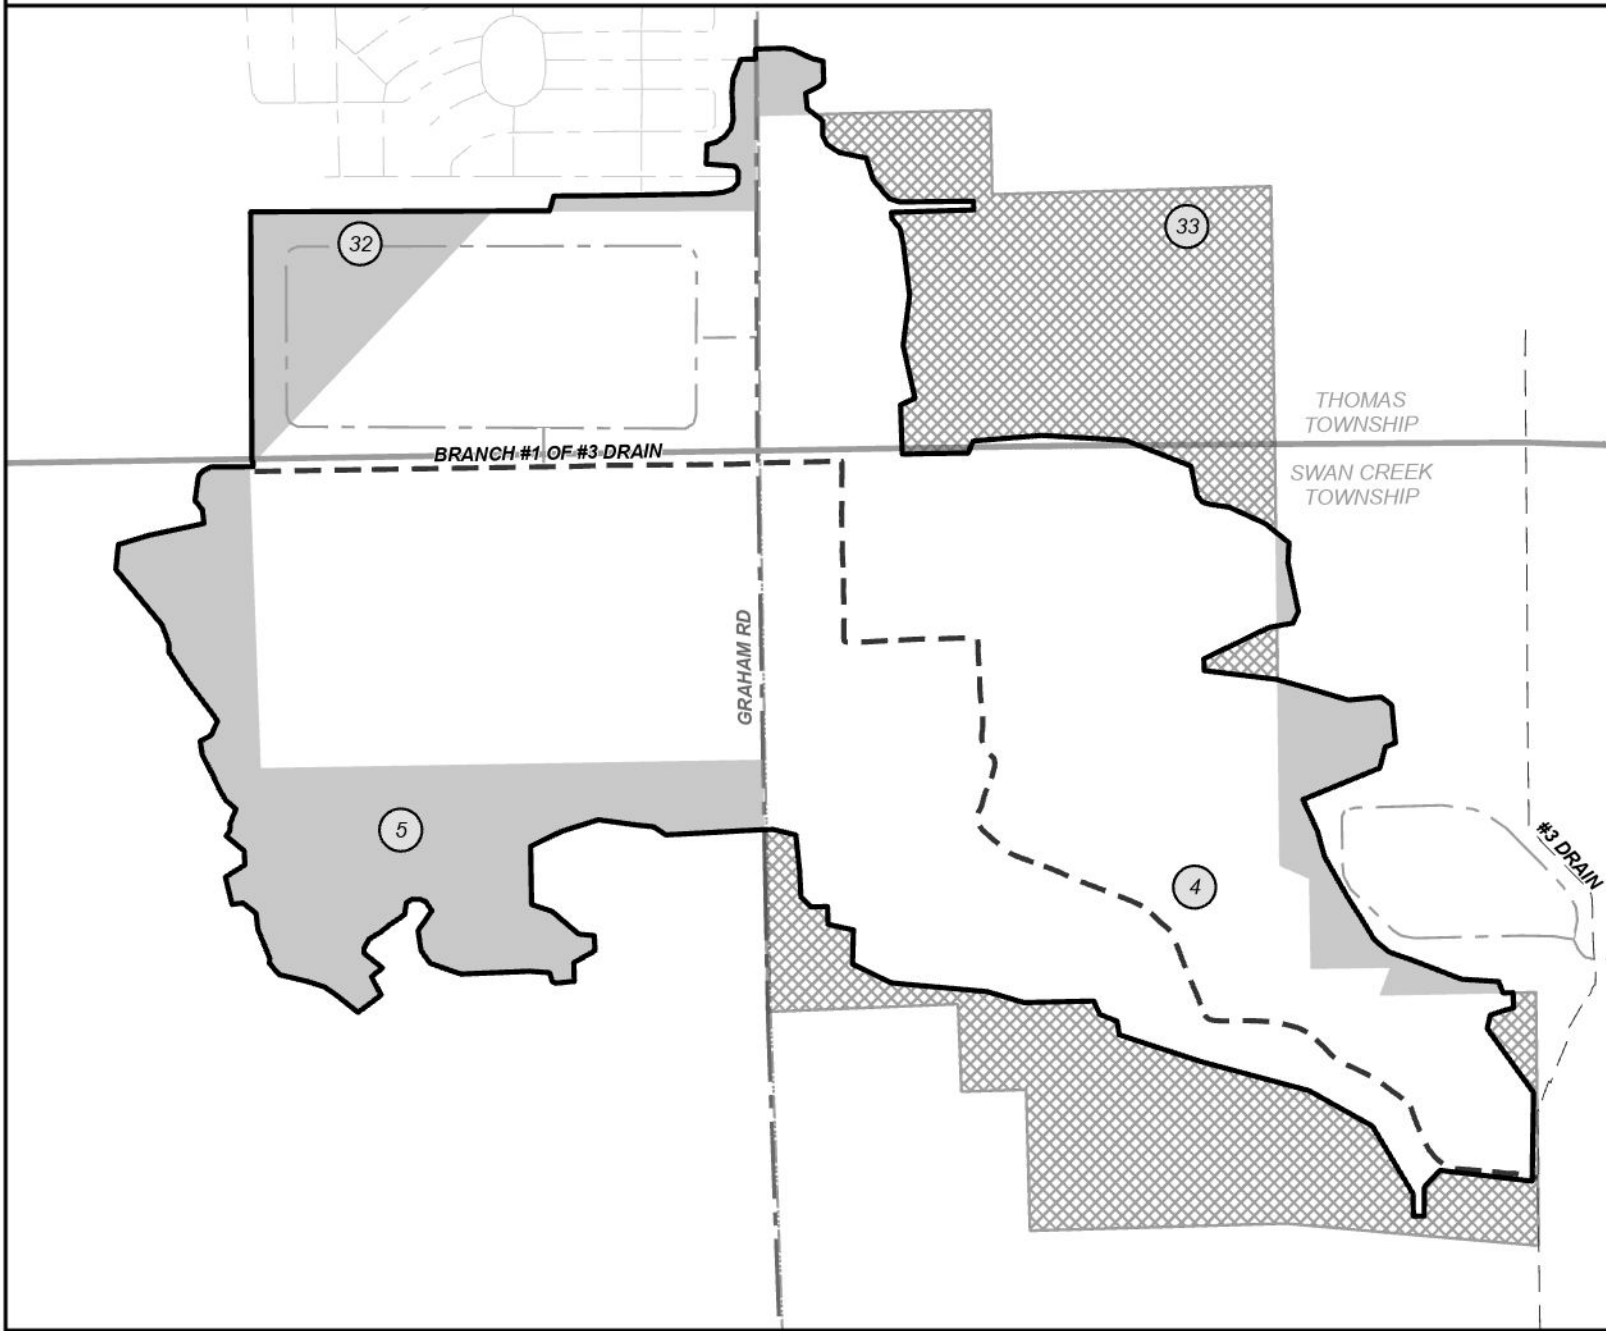 32
33
THOMAS
TOWNSHIP
BRANCH #1 OF #3 DRAIN
SWAN CREEK
TOWNSHIP
GRAHAM RD
5
#3 DRAIN
4